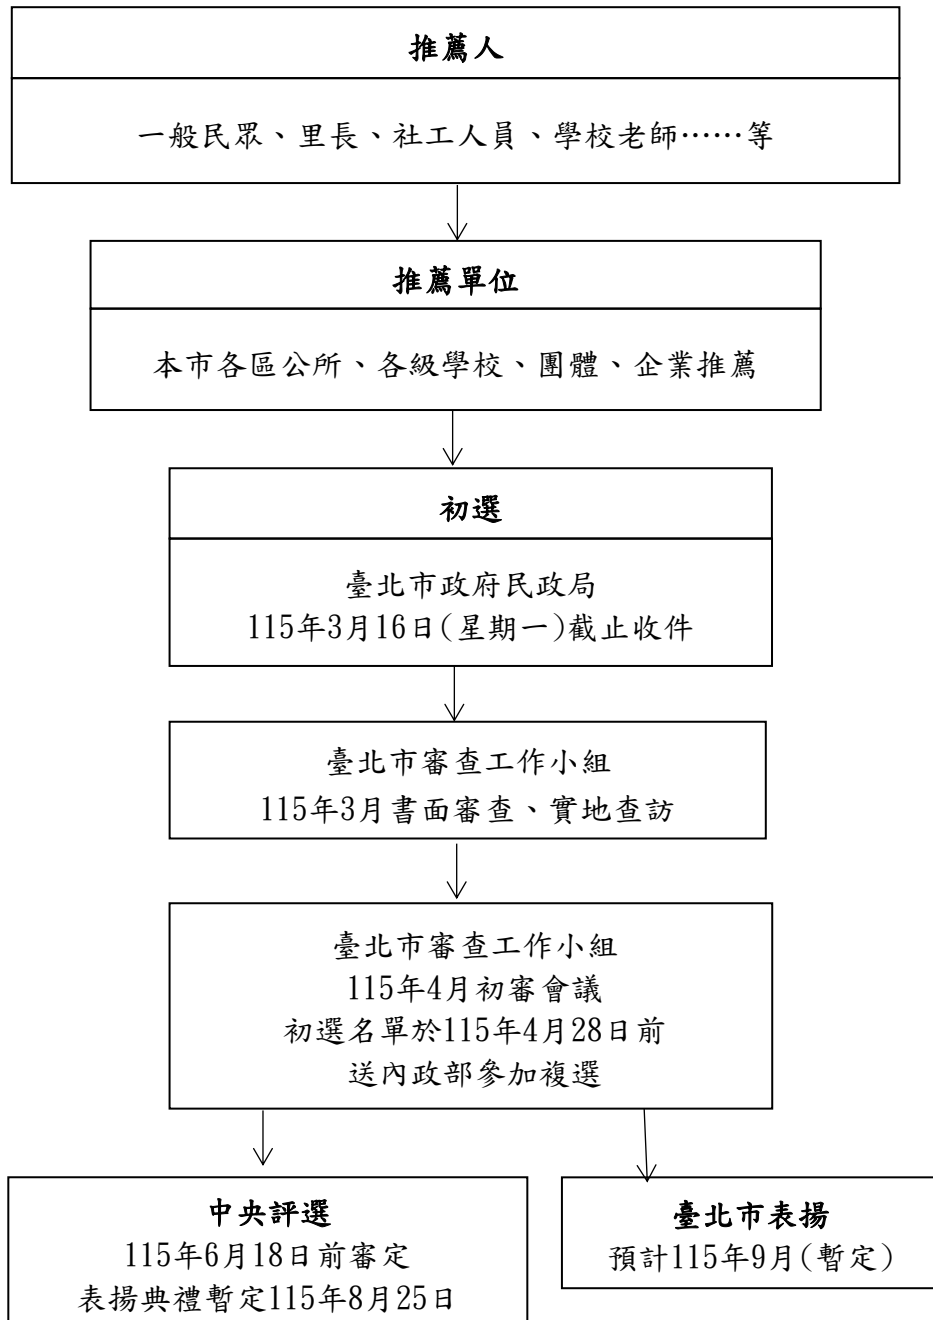 推薦人
一般民眾、里長、社工人員、學校老師……等
推薦單位
本市各區公所、各級學校、團體、企業推薦
初選
臺北市政府民政局
115年3月16日(星期一)截止收件
臺北市審查工作小組
115年3月書面審查、實地查訪
臺北市審查工作小組
115年4月初審會議
初選名單於115年4月28日前
送內政部參加複選
中央評選
115年6月18日前審定
表揚典禮暫定115年8月25日
臺北市表揚
預計115年9月(暫定)